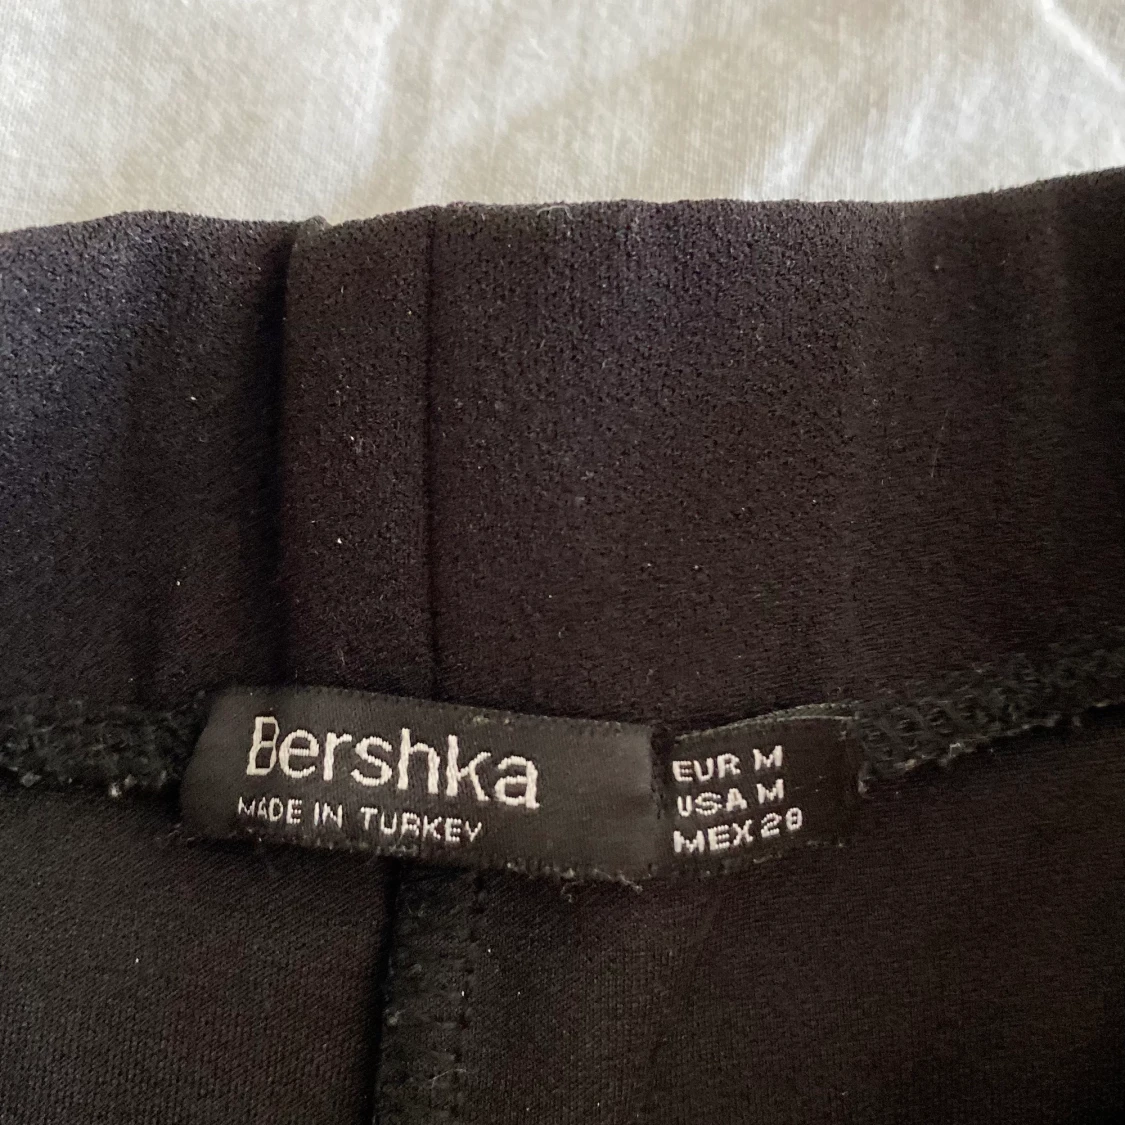 Bershka
MADE IN TURKEY
EUR M
USA M
MEX 28